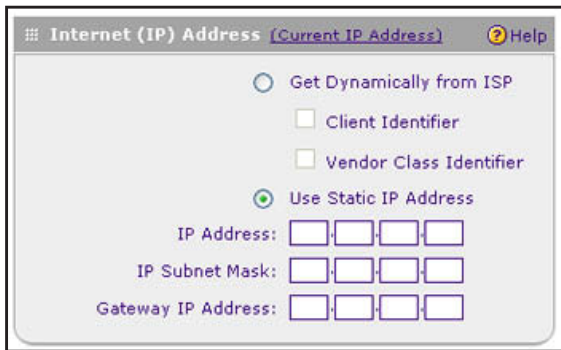 Internet (IP) Address (Current IP Address) ?Help
Get Dynamically from ISP
Client Identifier
Vendor Class Identifier
Use Static IP Address
IP Address: . . .
IP Subnet Mask: . . .
Gateway IP Address: . . .